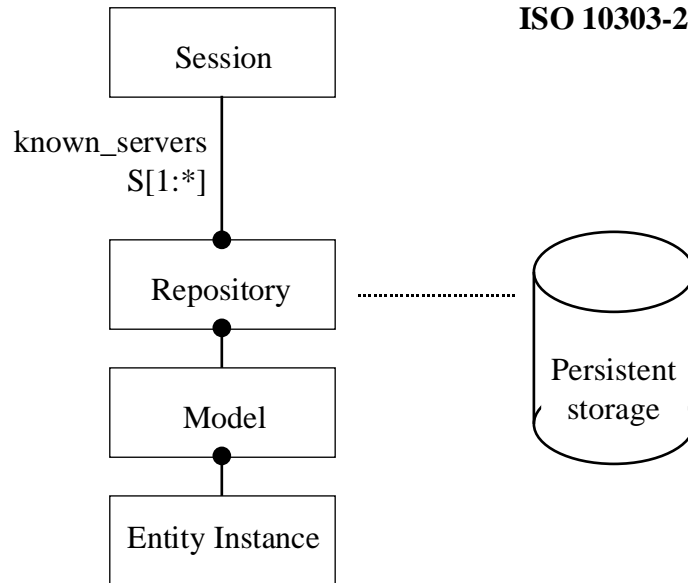 ISO 10303-2
Session
known_servers
S[1:*]
Repository
Persistent
storage
Model
Entity Instance